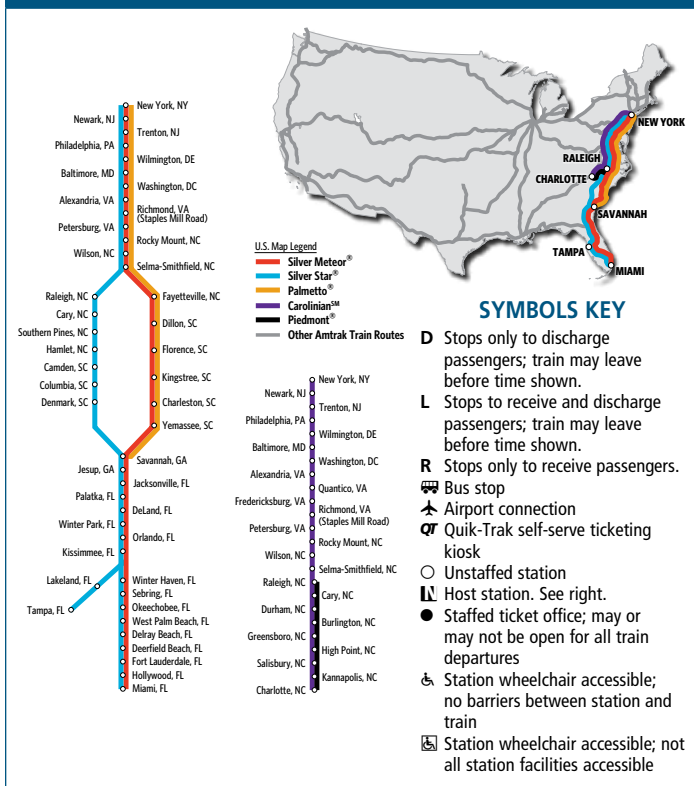 New York, NY
Newark, NJ
Trenton, NJ
Philadelphia, PA
Wilmington, DE
Baltimore, MD
Washington, DC
Alexandria, VA
Richmond, VA
(Staples Mill Road)
Petersburg, VA
Rocky Mount, NC
Wilson, NC
Selma-Smithfield, NC
Raleigh, NC
Fayetteville, NC
Cary, NC
Dillon, SC
Southern Pines, NC
Hamlet, NC
Florence, SC
Camden, SC
Kingstree, SC
Columbia, SC
Denmark, SC
Charleston, SC
Yemassee, SC
Savannah, GA
Jesup, GA
Jacksonville, FL
Palatka, FL
DeLand, FL
Winter Park, FL
Orlando, FL
Kissimmee, FL
Lakeland, FL
Tampa, FL
Winter Haven, FL
Sebring, FL
Okeechobee, FL
West Palm Beach, FL
Delray Beach, FL
Deerfield Beach, FL
Fort Lauderdale, FL
Hollywood, FL
Miami, FL
NEW YORK
RALEIGH
CHARLOTTE
SAVANNAH
TAMPA
MIAMI
U.S. Map Legend
Silver Meteor®
Silver Star®
Palmetto®
Carolinian℠
Piedmont®
Other Amtrak Train Routes
New York, NY
Newark, NJ
Trenton, NJ
Philadelphia, PA
Wilmington, DE
Baltimore, MD
Washington, DC
Alexandria, VA
Quantico, VA
Fredericksburg, VA
Richmond, VA
(Staples Mill Road)
Petersburg, VA
Rocky Mount, NC
Wilson, NC
Selma-Smithfield, NC
Raleigh, NC
Cary, NC
Durham, NC
Burlington, NC
Greensboro, NC
High Point, NC
Salisbury, NC
Kannapolis, NC
Charlotte, NC
SYMBOLS KEY
D Stops only to discharge
passengers; train may leave
before time shown.
L Stops to receive and discharge
passengers; train may leave
before time shown.
R Stops only to receive passengers.
Bus stop
Airport connection
QT Quik-Trak self-serve ticketing
kiosk
Unstaffed station
N Host station. See right.
Staffed ticket office; may or
may not be open for all train
departures
Station wheelchair accessible;
no barriers between station and
train
Station wheelchair accessible; not
all station facilities accessible